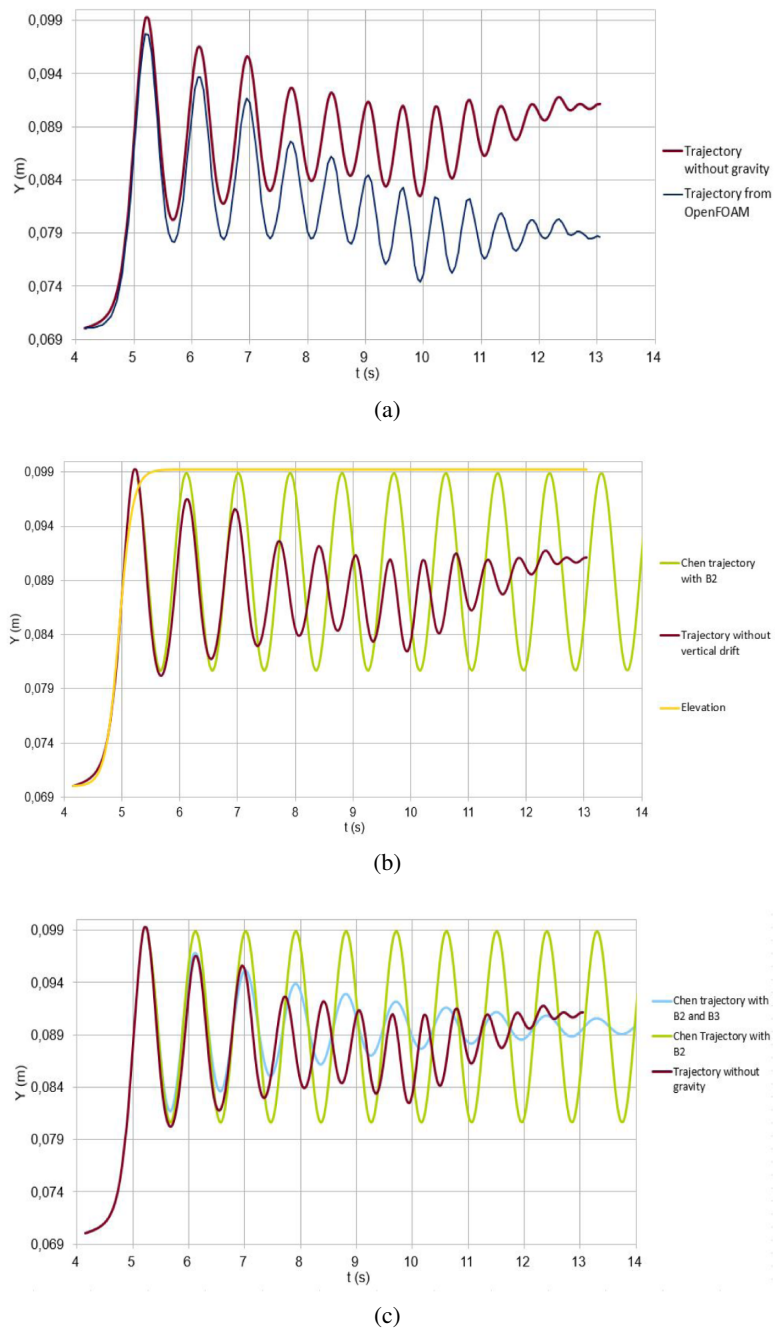 0,099
0,094
0,089
0,084
0,079
0,074
0,069
Y (m)
4 5 6 7 8 9 10 11 12 13 14
t (s)
Trajectory
without gravity
Trajectory from
OpenFOAM
(a)
0,099
0,094
0,089
0,084
0,079
0,074
0,069
Y (m)
4 5 6 7 8 9 10 11 12 13 14
t (s)
Chen trajectory
with B2
Trajectory without
vertical drift
Elevation
(b)
0,099
0,094
0,089
0,084
0,079
0,074
0,069
Y (m)
4 5 6 7 8 9 10 11 12 13 14
t (s)
Chen trajectory with
B2 and B3
Chen Trajectory with
B2
Trajectory without
gravity
(c)